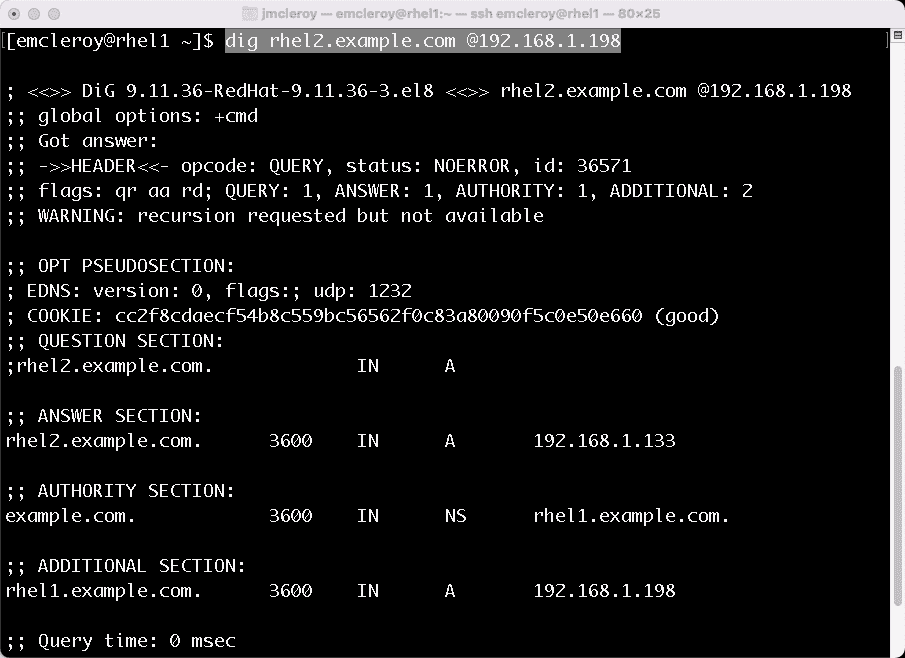 jmcleroy — emcleroy@rhel1:~ — ssh emcleroy@rhel1 — 80×25
[[emcleroy@rhel1 ~]$ dig rhel2.example.com @192.168.1.198 ]
; <<>> DiG 9.11.36-RedHat-9.11.36-3.el8 <<>> rhel2.example.com @192.168.1.198
;; global options: +cmd
;; Got answer:
;; ->>HEADER<<- opcode: QUERY, status: NOERROR, id: 36571
;; flags: qr aa rd; QUERY: 1, ANSWER: 1, AUTHORITY: 1, ADDITIONAL: 2
;; WARNING: recursion requested but not available
;; OPT PSEUDOSECTION:
; EDNS: version: 0, flags:; udp: 1232
; COOKIE: cc2f8cdaecf54b8c559bc56562f0c83a80090f5c0e50e660 (good)
;; QUESTION SECTION:
;rhel2.example.com. IN A
;; ANSWER SECTION:
rhel2.example.com. 3600 IN A 192.168.1.133
;; AUTHORITY SECTION:
example.com. 3600 IN NS rhel1.example.com.
;; ADDITIONAL SECTION:
rhel1.example.com. 3600 IN A 192.168.1.198
;; Query time: 0 msec